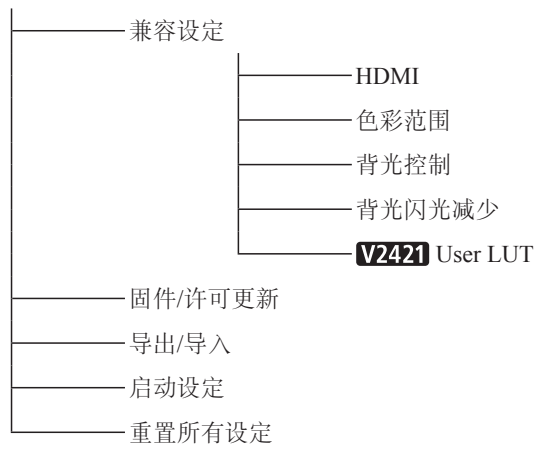 兼容设定
HDMI
色彩范围
背光控制
背光闪光减少
V2421 User LUT
固件/许可更新
导出/导入
启动设定
重置所有设定